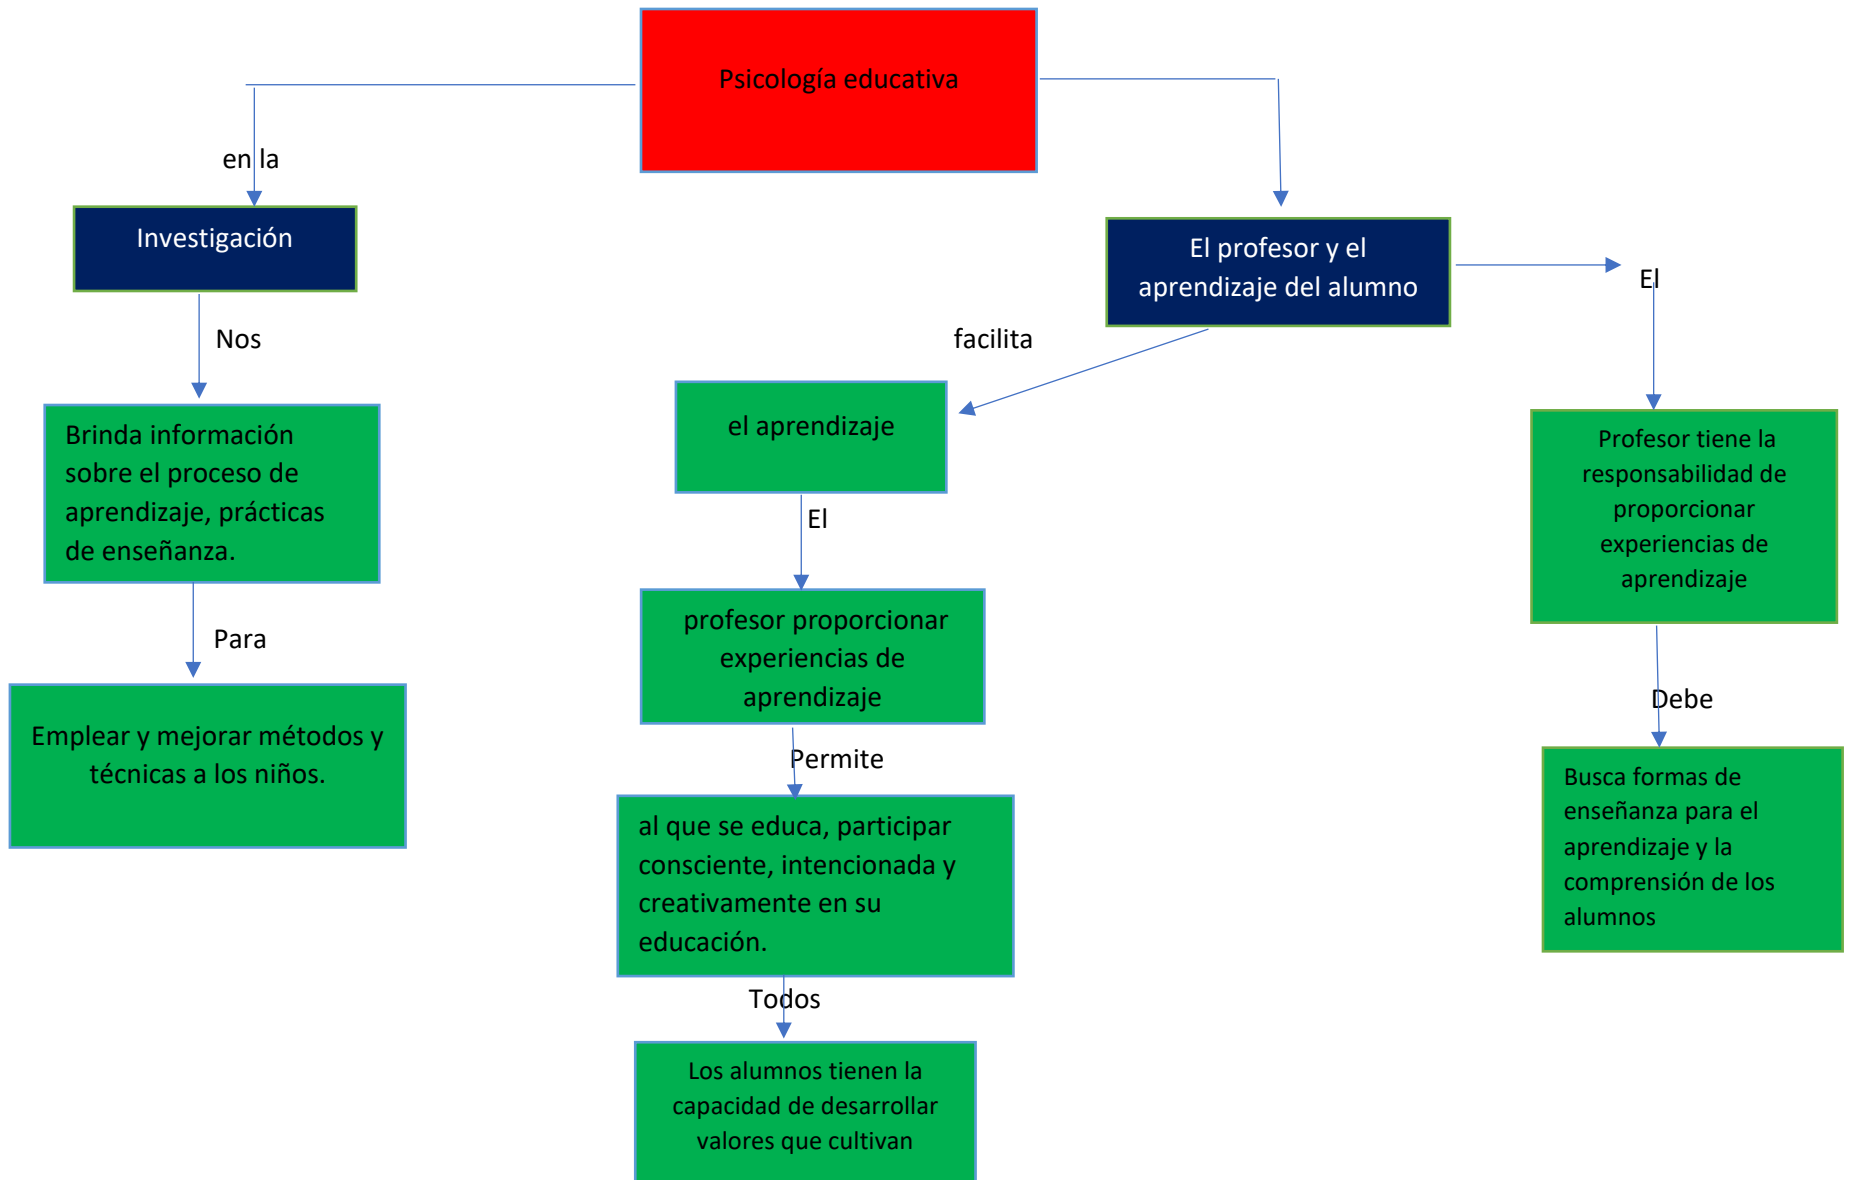 Psicología educativa
en la
Investigación
Nos
Brinda información
sobre el proceso de
aprendizaje, prácticas
de enseñanza.
Para
Emplear y mejorar métodos y
técnicas a los niños.
El profesor y el
aprendizaje del alumno
facilita
el aprendizaje
El
profesor proporcionar
experiencias de
aprendizaje
Permite
al que se educa, participar
consciente, intencionada y
creativamente en su
educación.
Todos
Los alumnos tienen la
capacidad de desarrollar
valores que cultivan
El
Profesor tiene la
responsabilidad de
proporcionar
experiencias de
aprendizaje
Debe
Busca formas de
enseñanza para el
aprendizaje y la
comprensión de los
alumnos